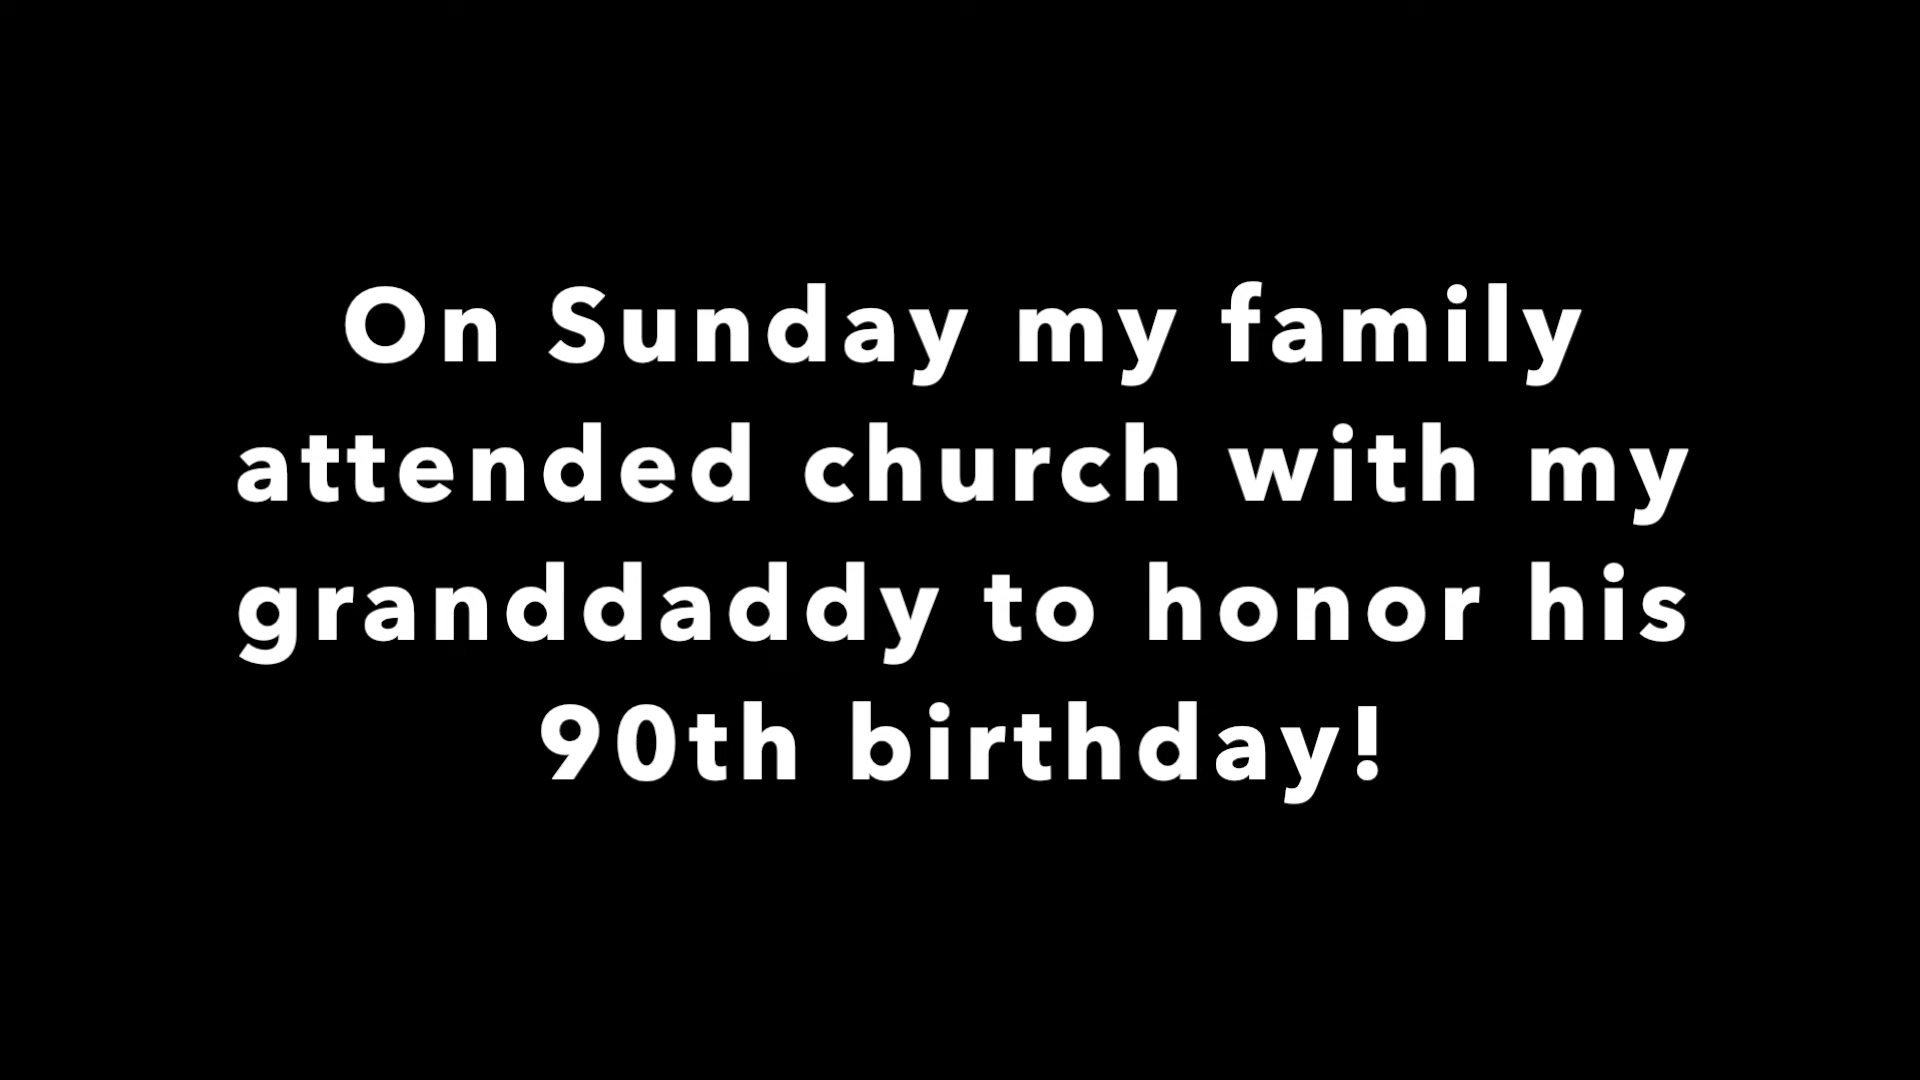 On Sunday my family
attended church with my
granddaddy to honor his
90th birthday!